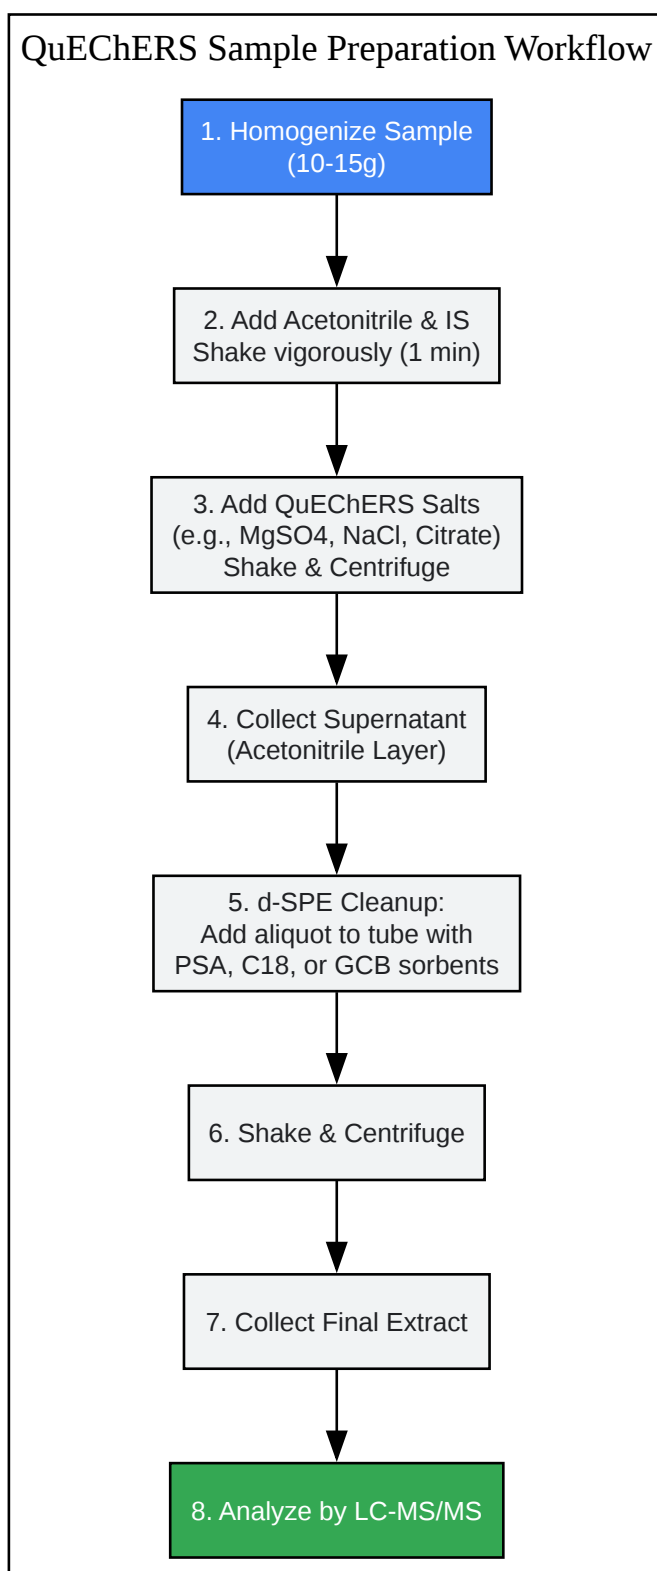 QuEChERS Sample Preparation Workflow
1. Homogenize Sample
(10-15g)
2. Add Acetonitrile & IS
Shake vigorously (1 min)
3. Add QuEChERS Salts
(e.g., MgSO4, NaCl, Citrate)
Shake & Centrifuge
4. Collect Supernatant
(Acetonitrile Layer)
5. d-SPE Cleanup:
Add aliquot to tube with
PSA, C18, or GCB sorbents
6. Shake & Centrifuge
7. Collect Final Extract
8. Analyze by LC-MS/MS